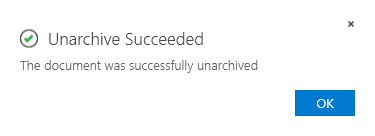 Unarchive Succeeded
The document was successfully unarchived
OK